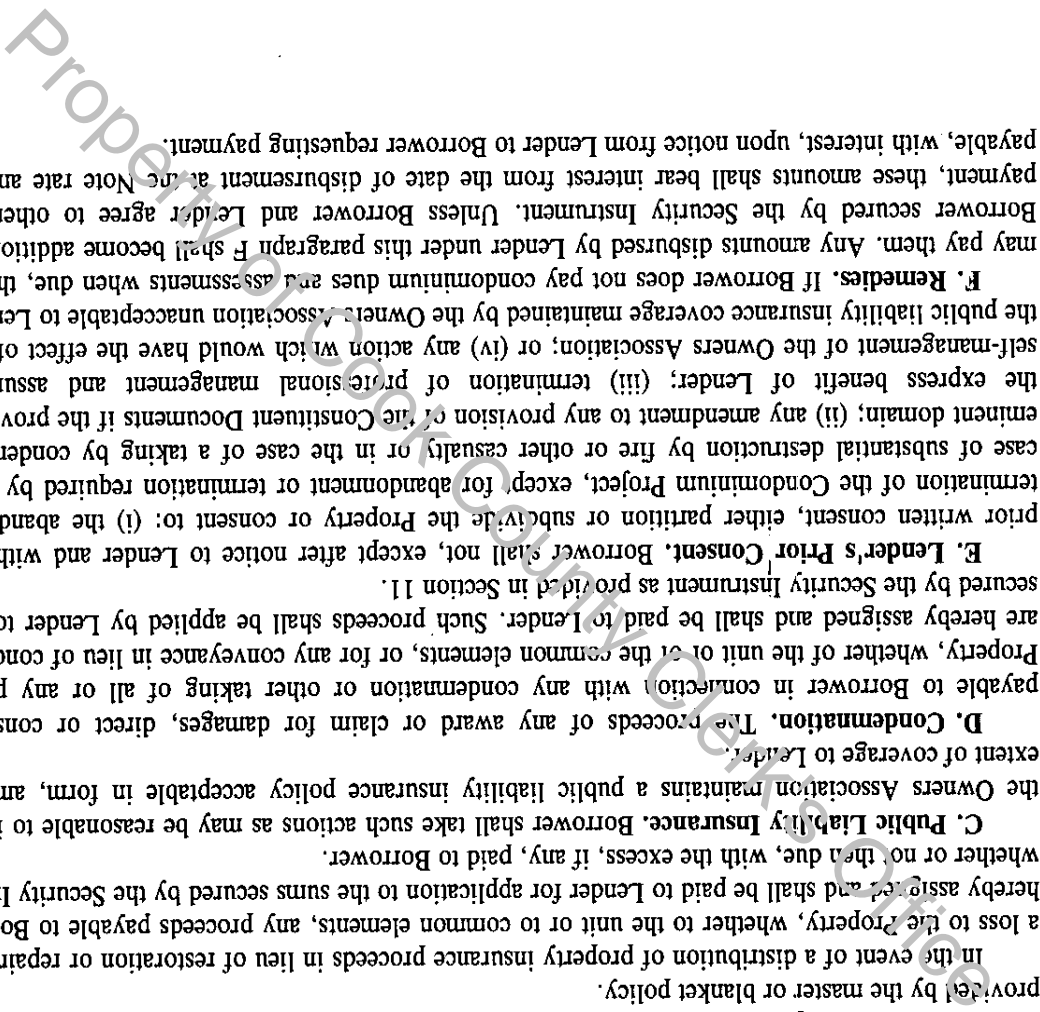 provided by the master or blanket policy.
In the event of a distribution of property insurance proceeds in lieu of restoration or repair
a loss to the Property, whether to the unit or to common elements, any proceeds payable to Bo
hereby assigned and shall be paid to Lender for application to the sums secured by the Security I
whether or not then due, with the excess, if any, paid to Borrower.
C. Public Liability Insurance. Borrower shall take such actions as may be reasonable to i
the Owners Association maintains a public liability insurance policy acceptable in form, am
extent of coverage to Lender.
D. Condemnation. The proceeds of any award or claim for damages, direct or cons
payable to Borrower in connection with any condemnation or other taking of all or any p
Property, whether of the unit or of the common elements, or for any conveyance in lieu of cond
are hereby assigned and shall be paid to Lender. Such proceeds shall be applied by Lender to
secured by the Security Instrument as provided in Section 11.
E. Lender's Prior Consent. Borrower shall not, except after notice to Lender and with
prior written consent, either partition or subdivide the Property or consent to: (i) the aband
termination of the Condominium Project, except for abandonment or termination required by
case of substantial destruction by fire or other casualty or in the case of a taking by conder
eminent domain; (ii) any amendment to any provision of the Constituent Documents if the prov
the express benefit of Lender; (iii) termination of professional management and assu
self-management of the Owners Association; or (iv) any action which would have the effect of
the public liability insurance coverage maintained by the Owners Association unacceptable to Ler
F. Remedies. If Borrower does not pay condominium dues and assessments when due, th
may pay them. Any amounts disbursed by Lender under this paragraph F shall become addition
Borrower secured by the Security Instrument. Unless Borrower and Lender agree to other
payment, these amounts shall bear interest from the date of disbursement at the Note rate an
payable, with interest, upon notice from Lender to Borrower requesting payment.
Property of Cook County Clerk's Office